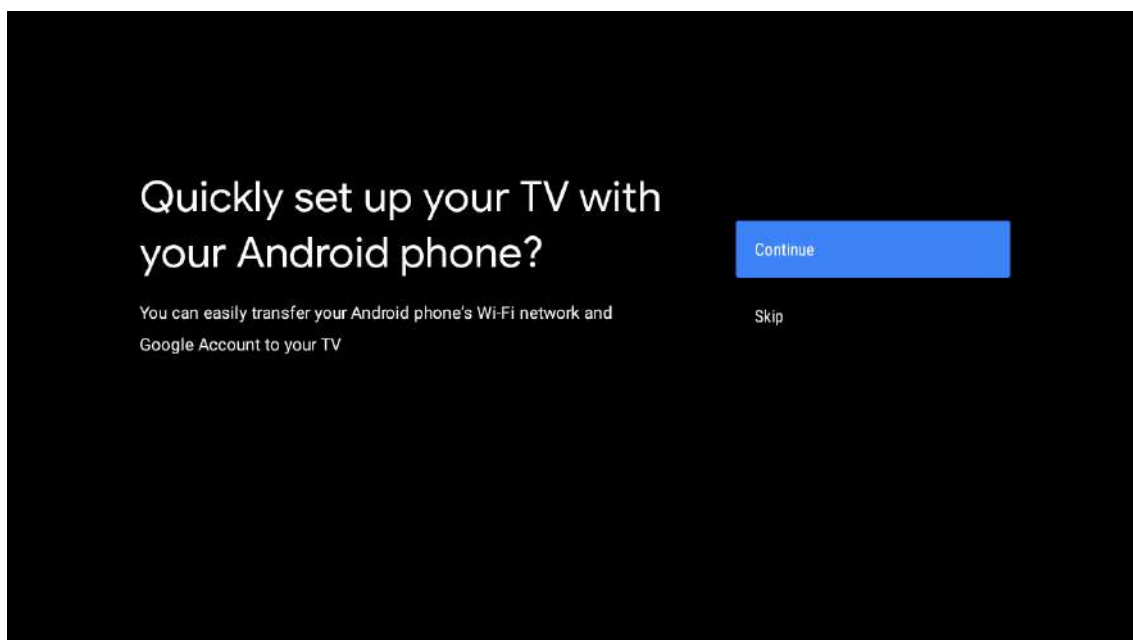 Quickly set up your TV with
your Android phone?
You can easily transfer your Android phone's Wi-Fi network and
Google Account to your TV
Continue
Skip